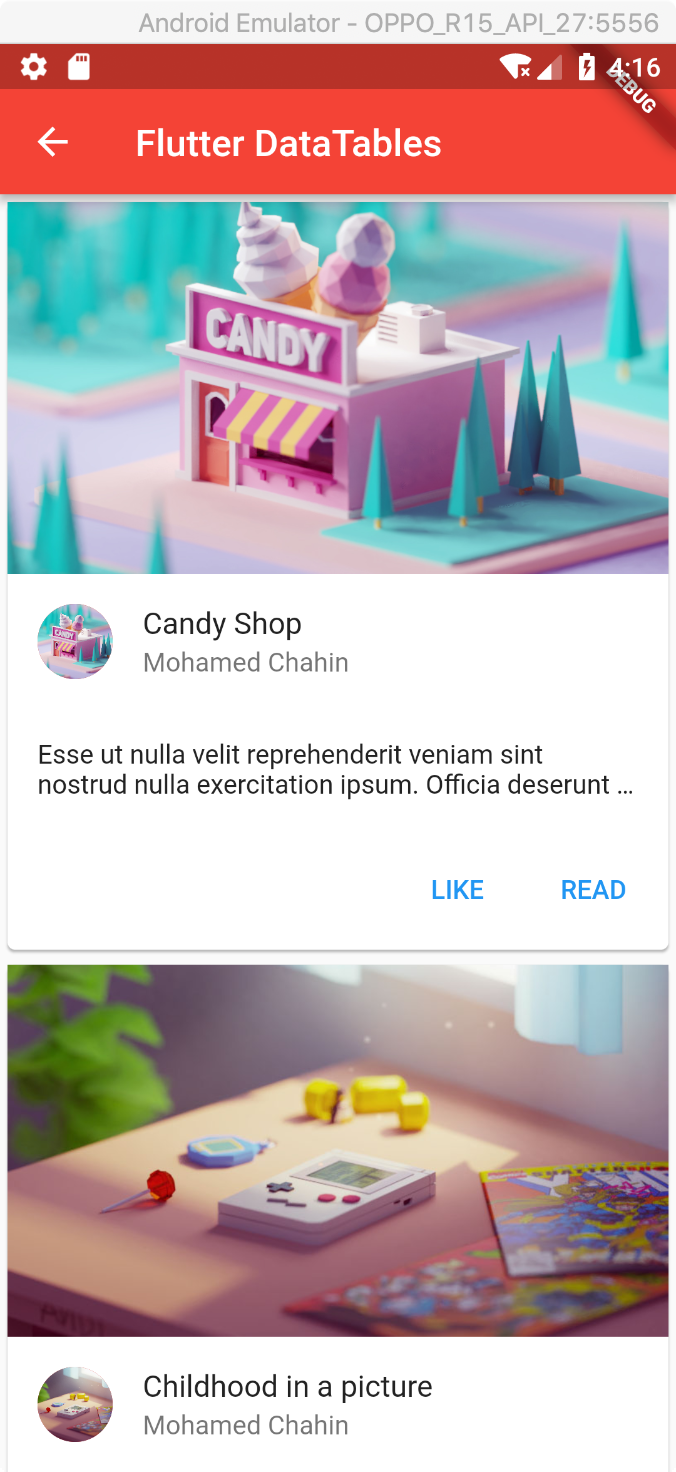 Android Emulator - OPPO_R15_API_27:5556
4:16
DEBUG
Flutter DataTables
CANDY
CANDY
Candy Shop
Mohamed Chahin
Esse ut nulla velit reprehenderit veniam sint
nostrud nulla exercitation ipsum. Officia deserunt ...
LIKE
READ
Childhood in a picture
Mohamed Chahin